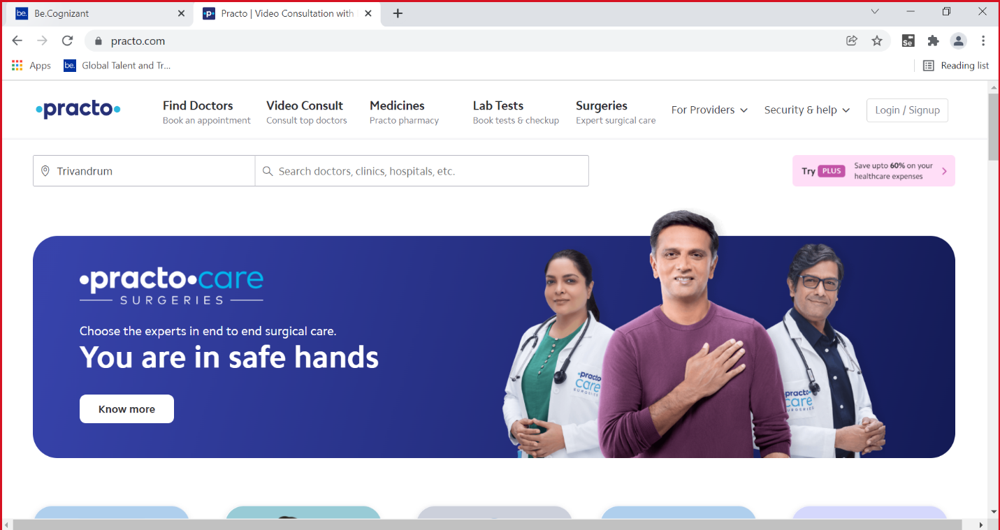 be. Be.Cognizant
•p• Practo | Video Consultation with
practo.com
Se
Apps
be. Global Talent and Tr...
Reading list
•practo•
Find Doctors
Book an appointment
Video Consult
Consult top doctors
Medicines
Practo pharmacy
Lab Tests
Book tests & checkup
Surgeries
Expert surgical care
For Providers
Security & help
Login / Signup
Trivandrum
Search doctors, clinics, hospitals, etc.
Try PLUS
Save upto 60% on your
healthcare expenses
•practo•care
SURGERIES
Choose the experts in end to end surgical care.
You are in safe hands
Know more
•practo
care
SURGERIES
practo•
care
SURGERIES